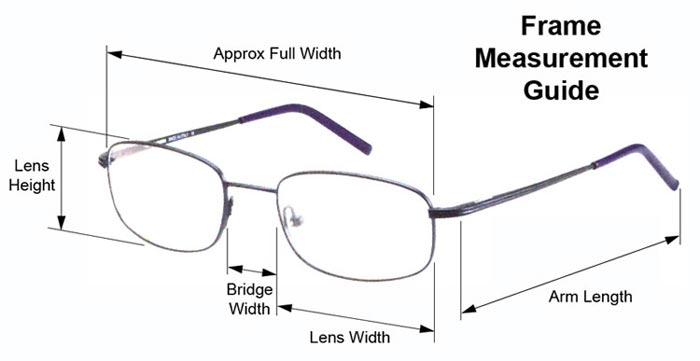 Frame
Measurement
Guide
Approx Full Width
Lens
Height
Bridge
Width
Lens Width
Arm Length